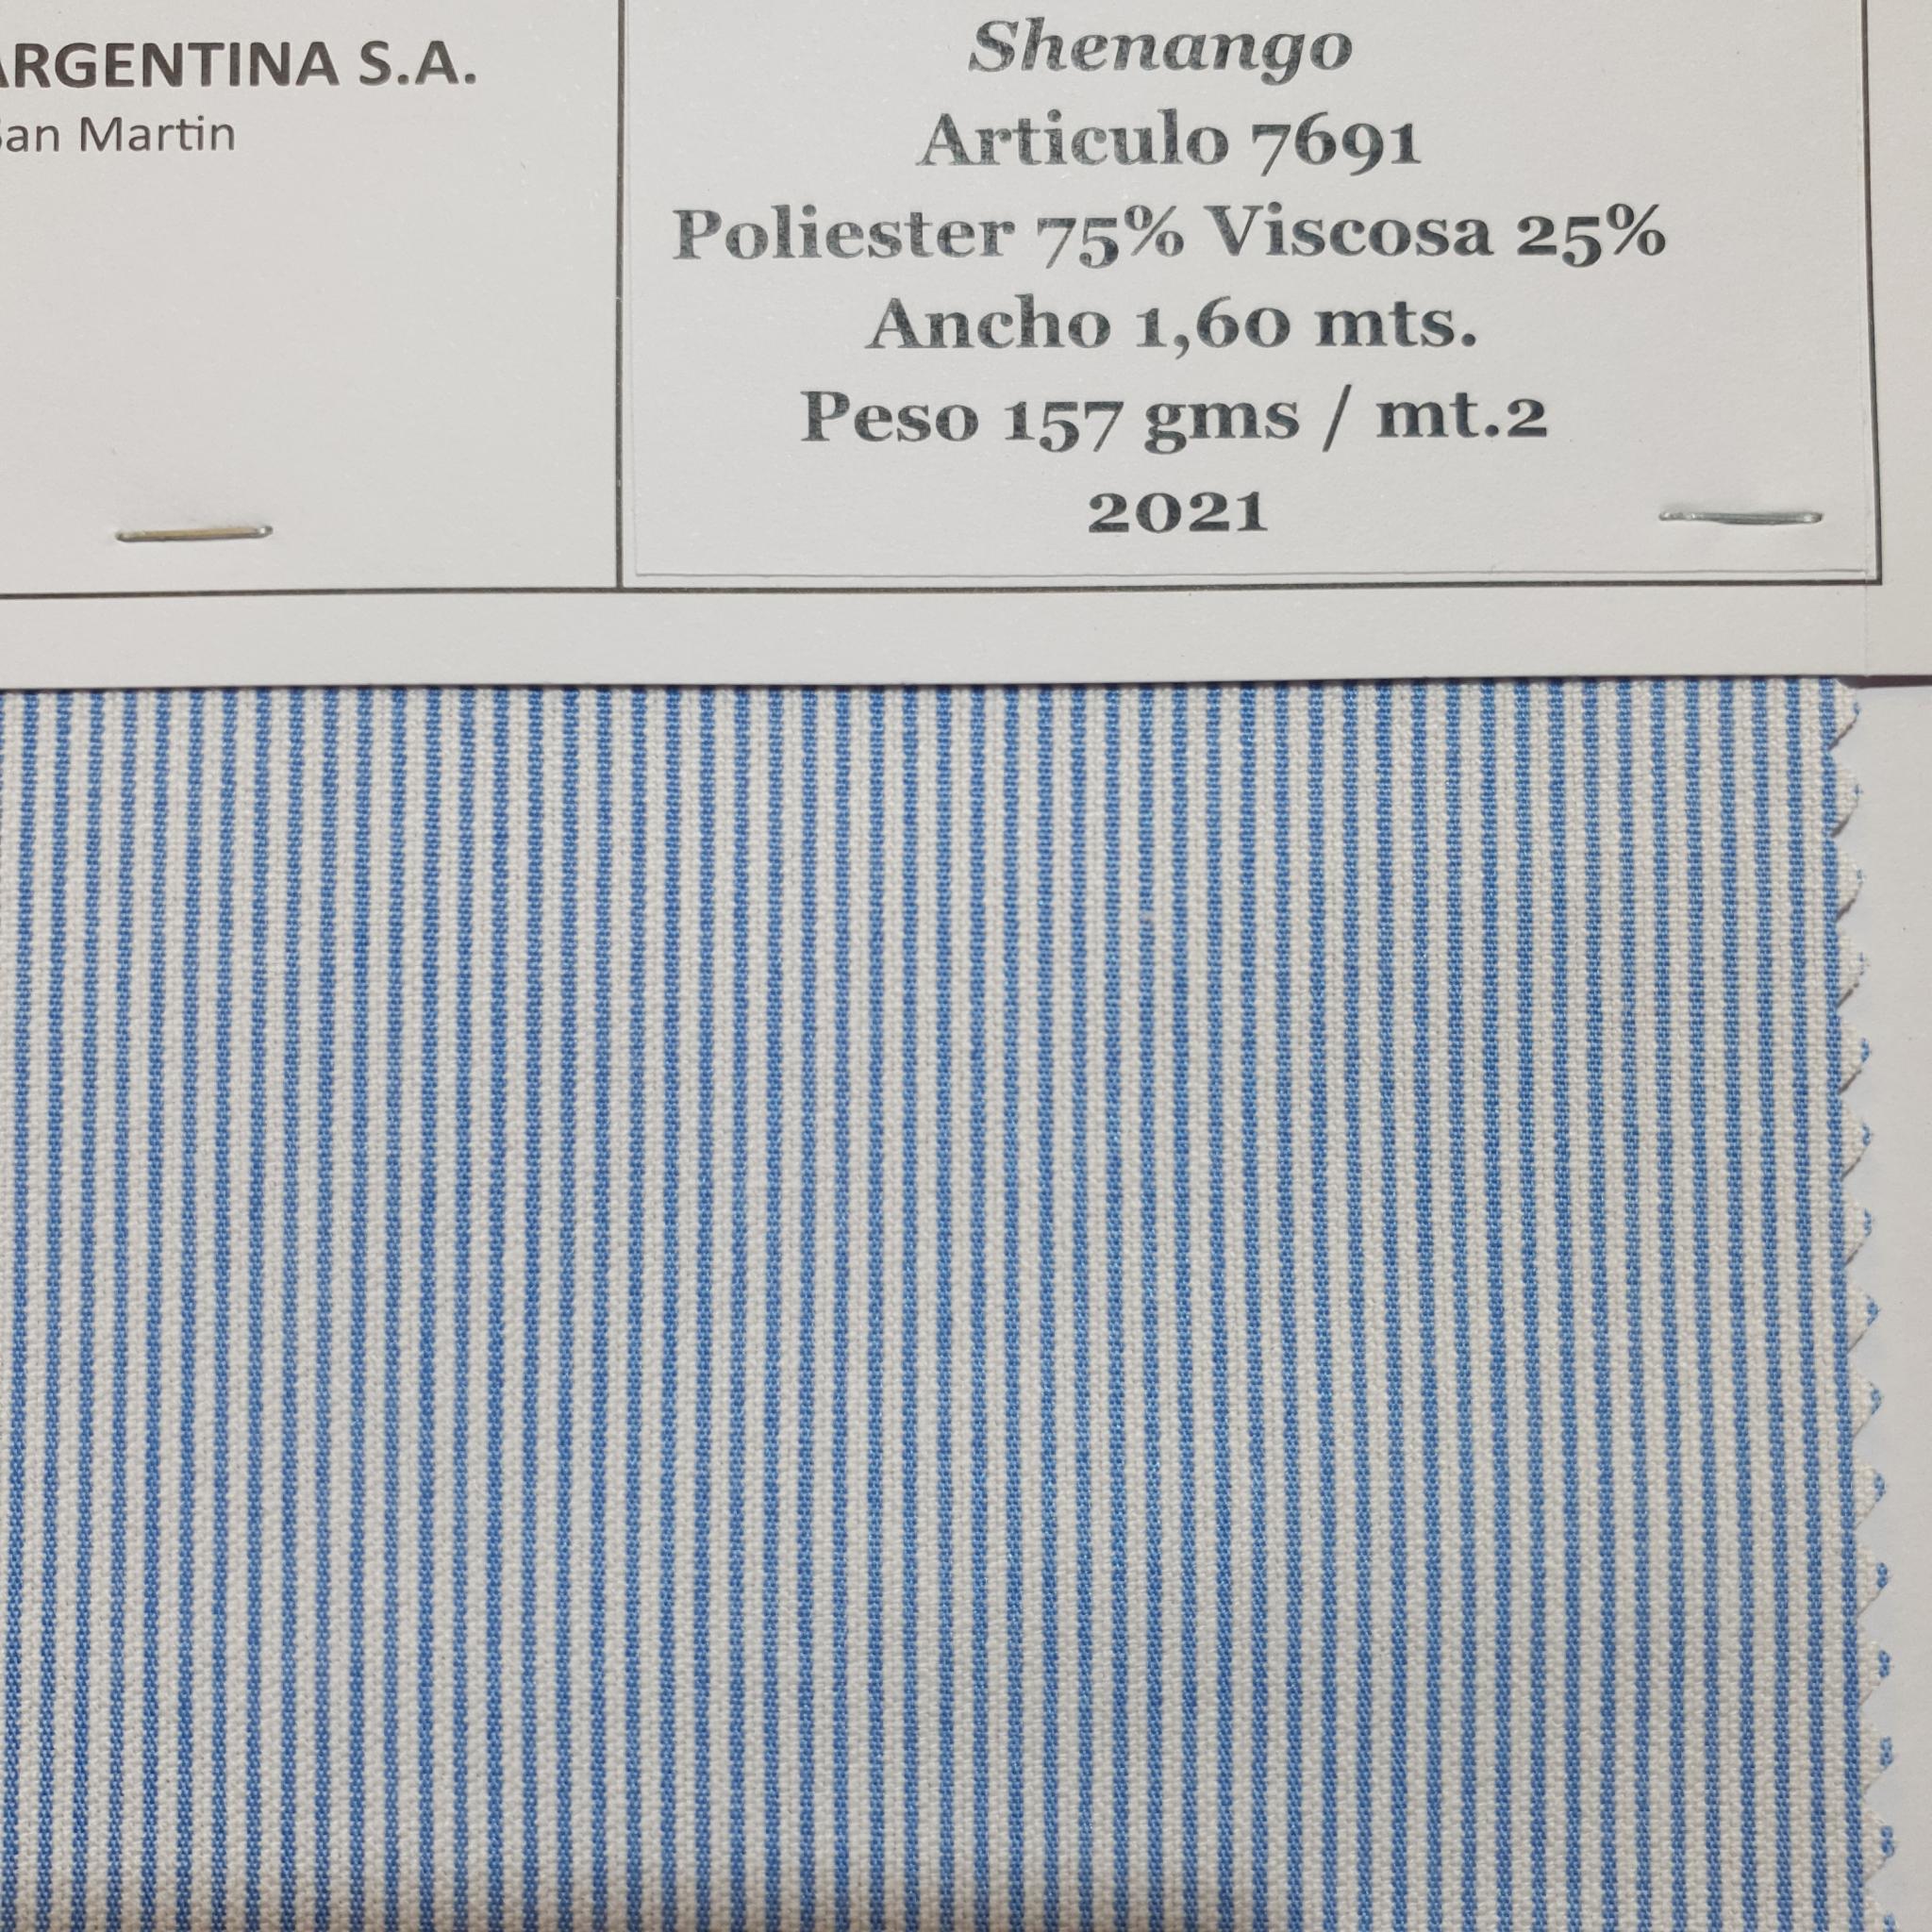 ARGENTINA S.A.
San Martin
Shenango
Articulo 7691
Poliester 75% Viscosa 25%
Ancho 1,60 mts.
Peso 157 gms / mt.2
2021